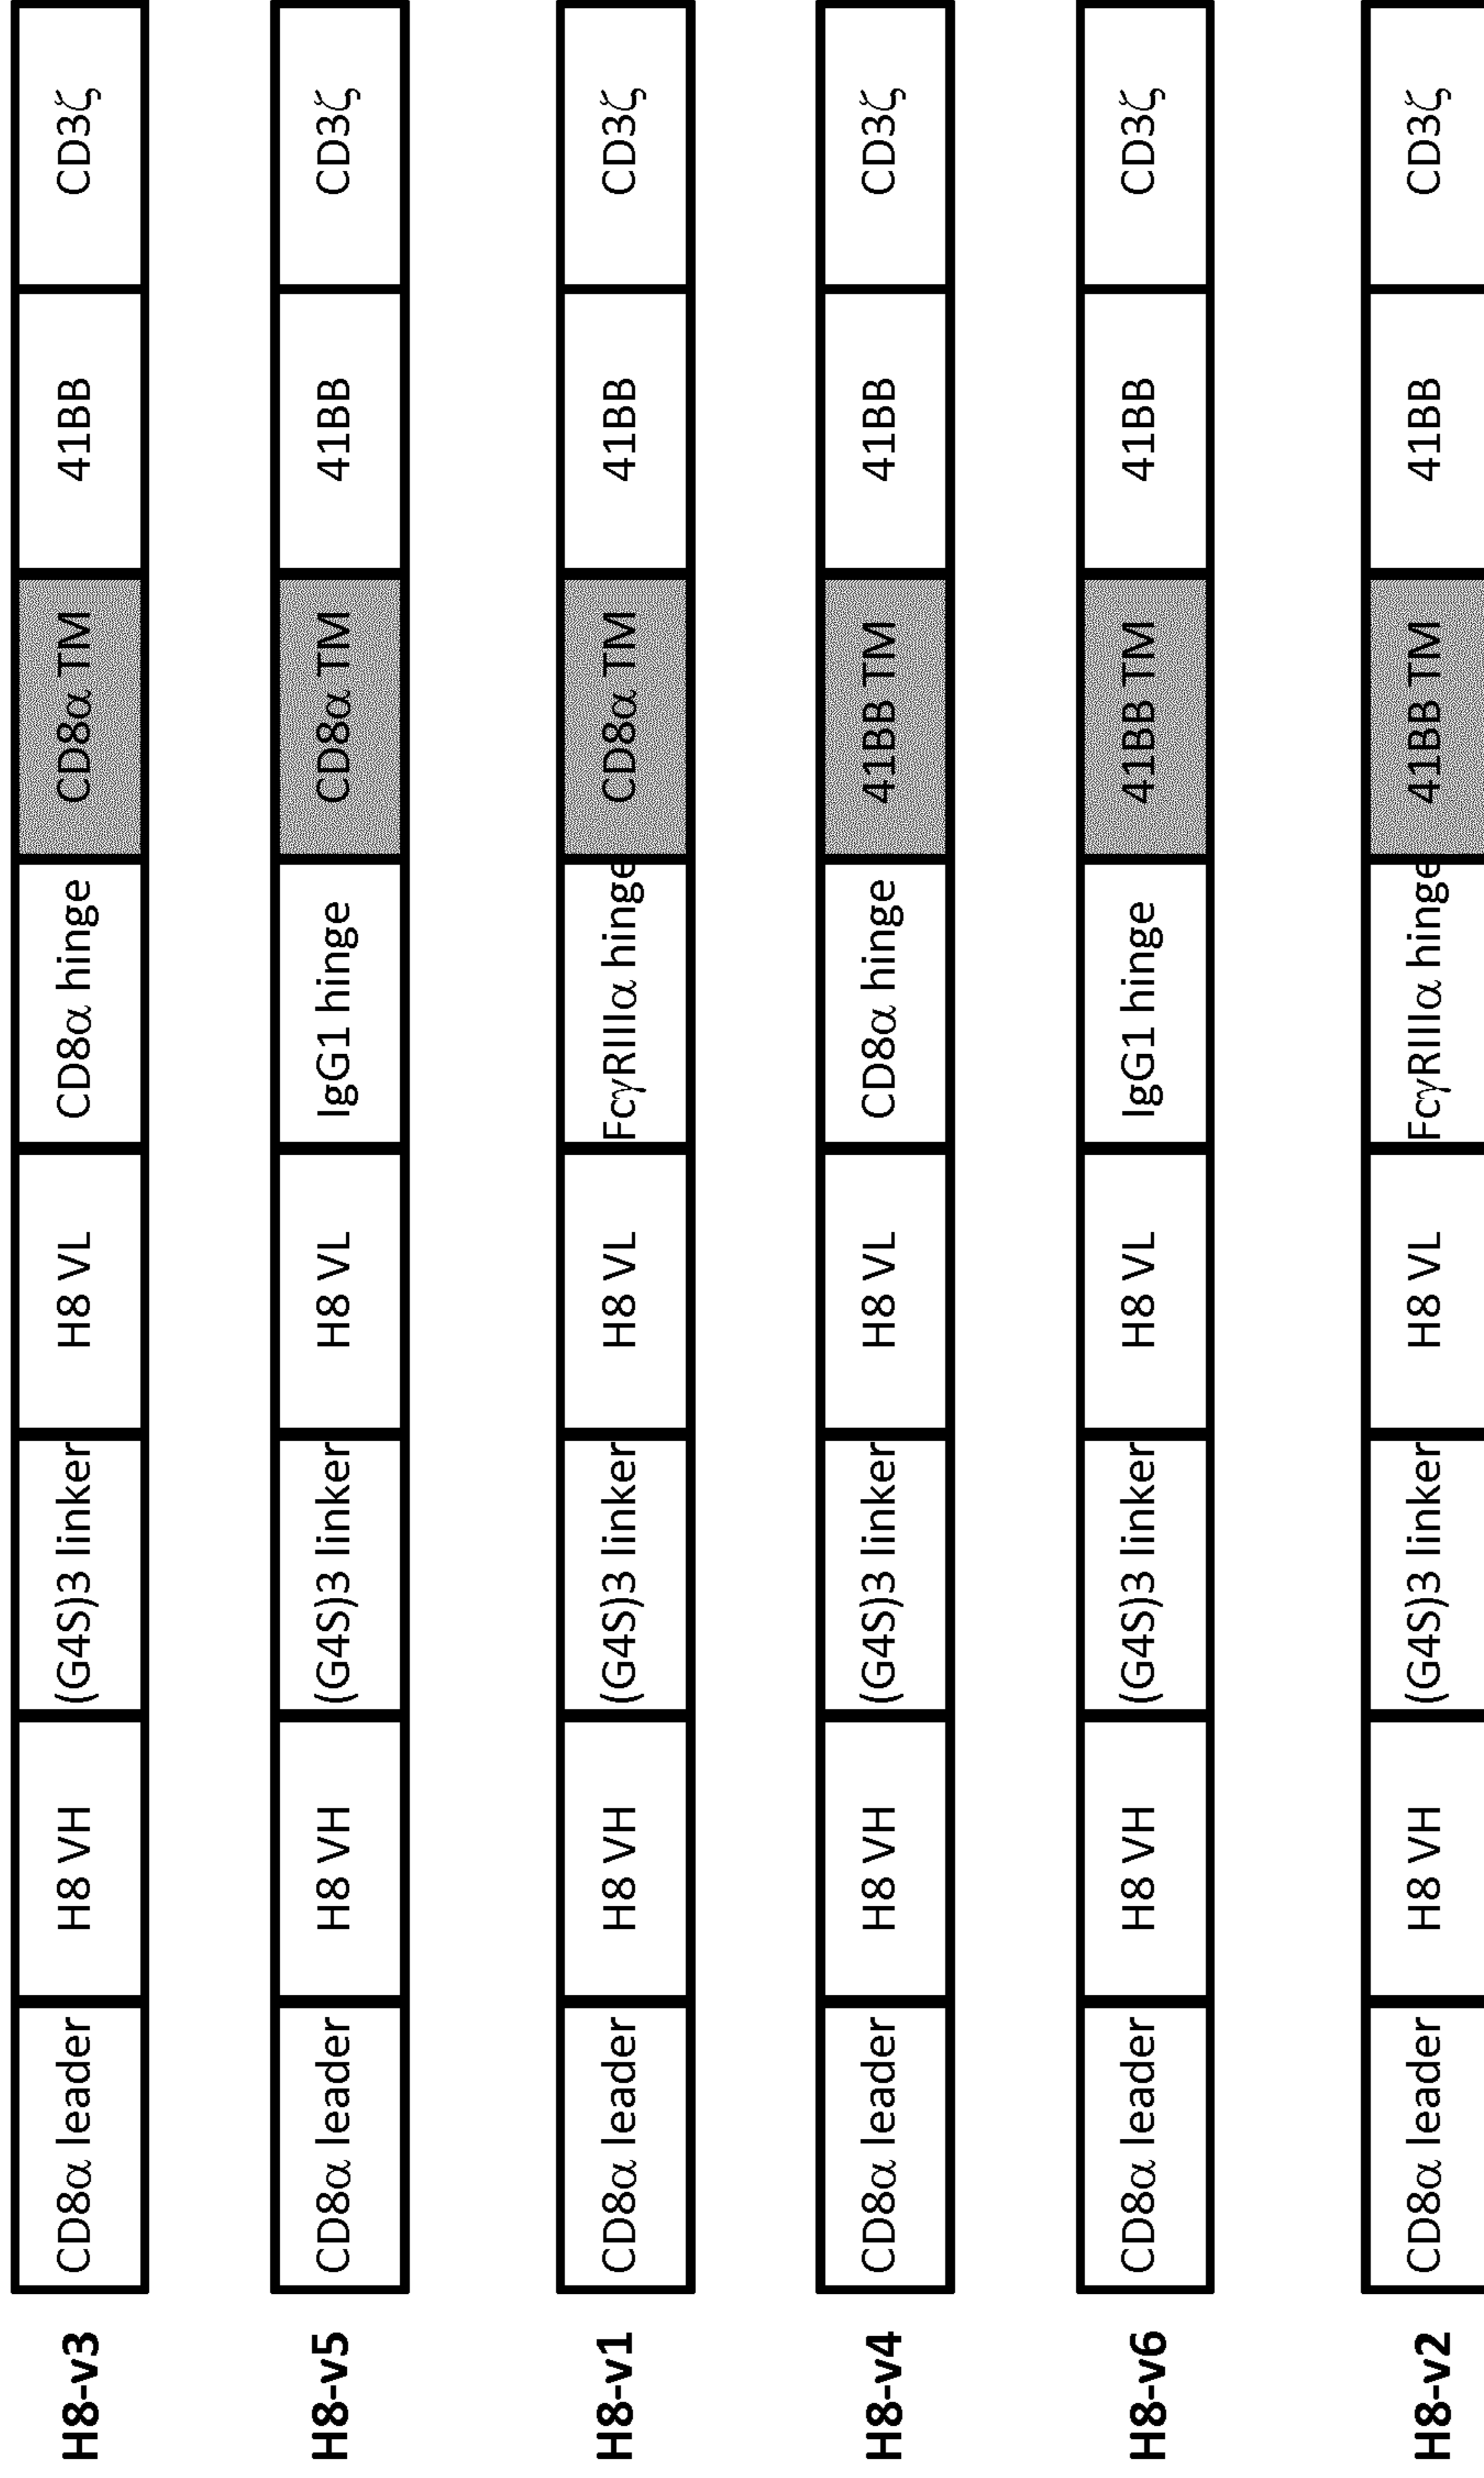 H8-v3 CD8α leader H8 VH (G4S)3 linker H8 VL CD8α hinge CD8α TM 41BB CD3ζ
H8-v5 CD8α leader H8 VH (G4S)3 linker H8 VL IgG1 hinge CD8α TM 41BB CD3ζ
H8-v1 CD8α leader H8 VH (G4S)3 linker H8 VL FcγRIIIα hinge CD8α TM 41BB CD3ζ
H8-v4 CD8α leader H8 VH (G4S)3 linker H8 VL CD8α hinge 41BB TM 41BB CD3ζ
H8-v6 CD8α leader H8 VH (G4S)3 linker H8 VL IgG1 hinge 41BB TM 41BB CD3ζ
H8-v2 CD8α leader H8 VH (G4S)3 linker H8 VL FcγRIIIα hinge 41BB TM 41BB CD3ζ